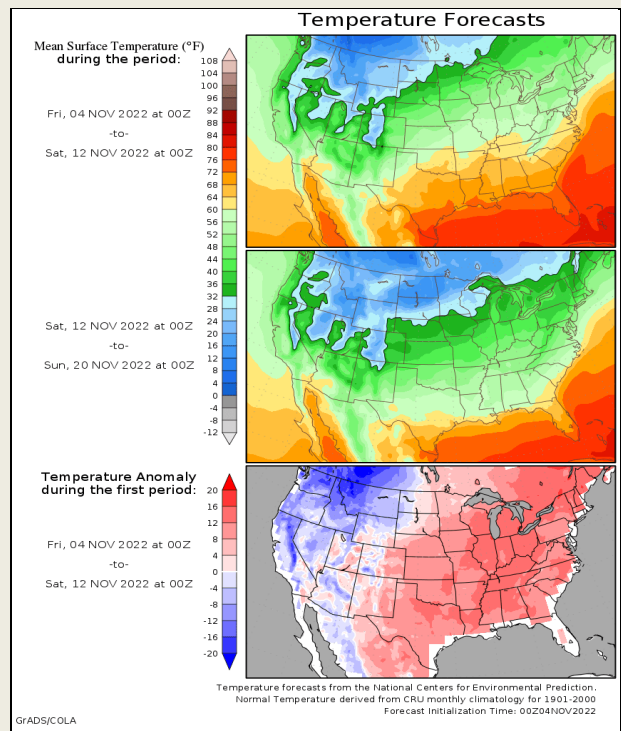 Temperature Forecasts
Mean Surface Temperature (°F)
during the period:
Fri, 04 NOV 2022 at 00Z
-to-
Sat, 12 NOV 2022 at 00Z
108
104
100
96
92
88
84
80
76
72
68
64
60
56
52
48
44
40
36
32
28
24
20
16
12
8
4
0
-4
-8
-12
Sat, 12 NOV 2022 at 00Z
-to-
Sun, 20 NOV 2022 at 00Z
Temperature Anomaly
during the first period:
Fri, 04 NOV 2022 at 00Z
-to-
Sat, 12 NOV 2022 at 00Z
20
16
12
8
4
0
-4
-8
-12
-16
-20
Temperature forecasts from the National Centers for Environmental Prediction.
Normal Temperature derived from CRU monthly climatology for 1901-2000
Forecast Initialization Time: 00Z04NOV2022
GrADS/COLA